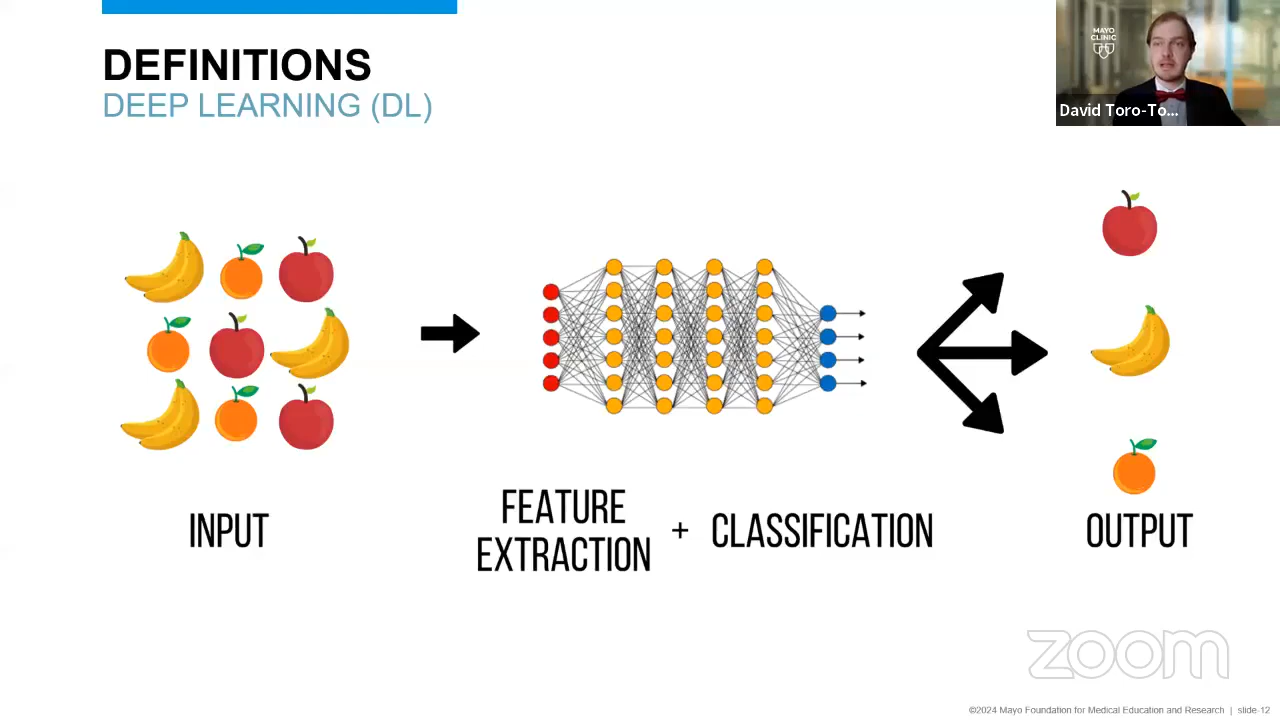 DEFINITIONS
DEEP LEARNING (DL)
MAYO
CLINIC
David Toro-To...
INPUT
FEATURE
EXTRACTION
+
CLASSIFICATION
OUTPUT
zoom
©2024 Mayo Foundation for Medical Education and Research | slide-12